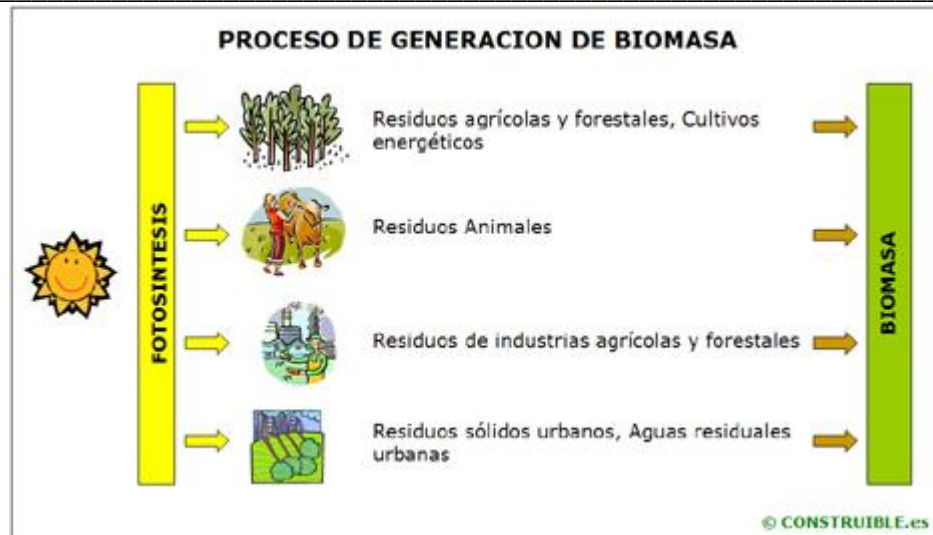 PROCESO DE GENERACION DE BIOMASA
FOTOSINTESIS
Residuos agrícolas y forestales, Cultivos
energéticos
Residuos Animales
Residuos de industrias agrícolas y forestales
Residuos sólidos urbanos, Aguas residuales
urbanas
BIOMASA
© CONSTRUIBLE.es